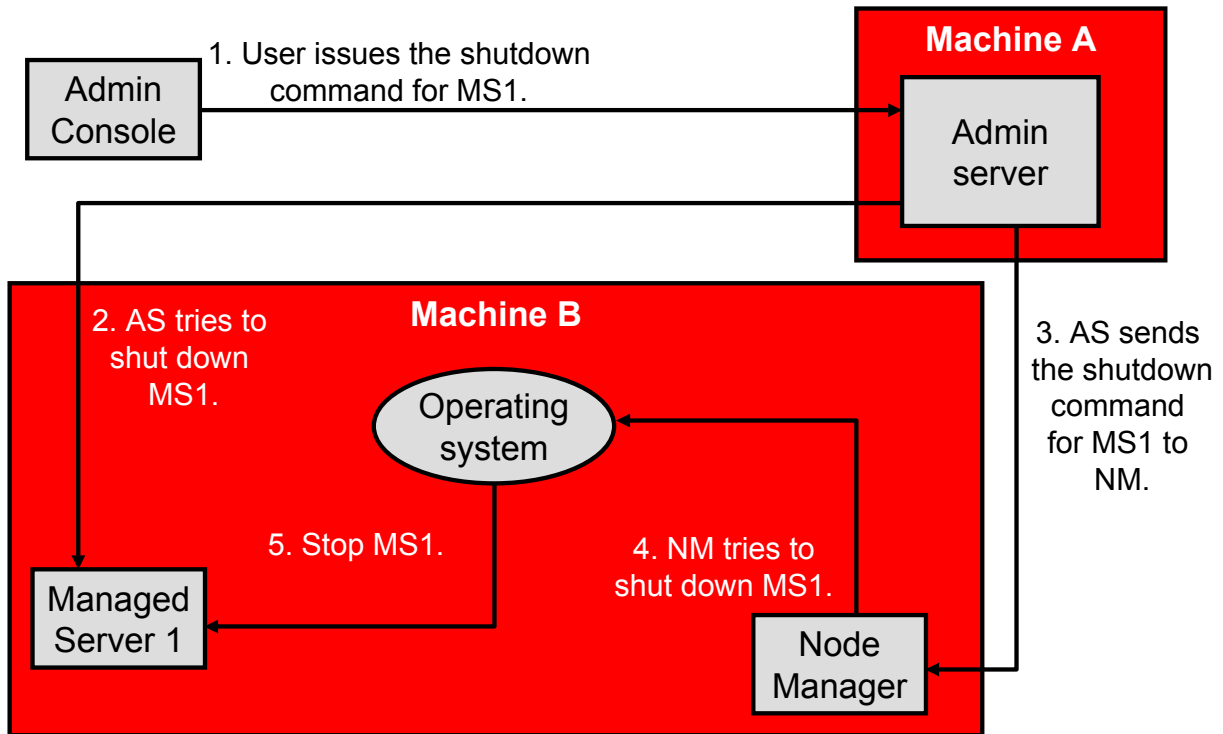 1. User issues the shutdown
command for MS1.
Admin
Console
Machine A
Admin
server
2. AS tries to
shut down
MS1.
Machine B
3. AS sends
the shutdown
command
for MS1 to
NM.
Operating
system
5. Stop MS1.
4. NM tries to
shut down MS1.
Managed
Server 1
Node
Manager